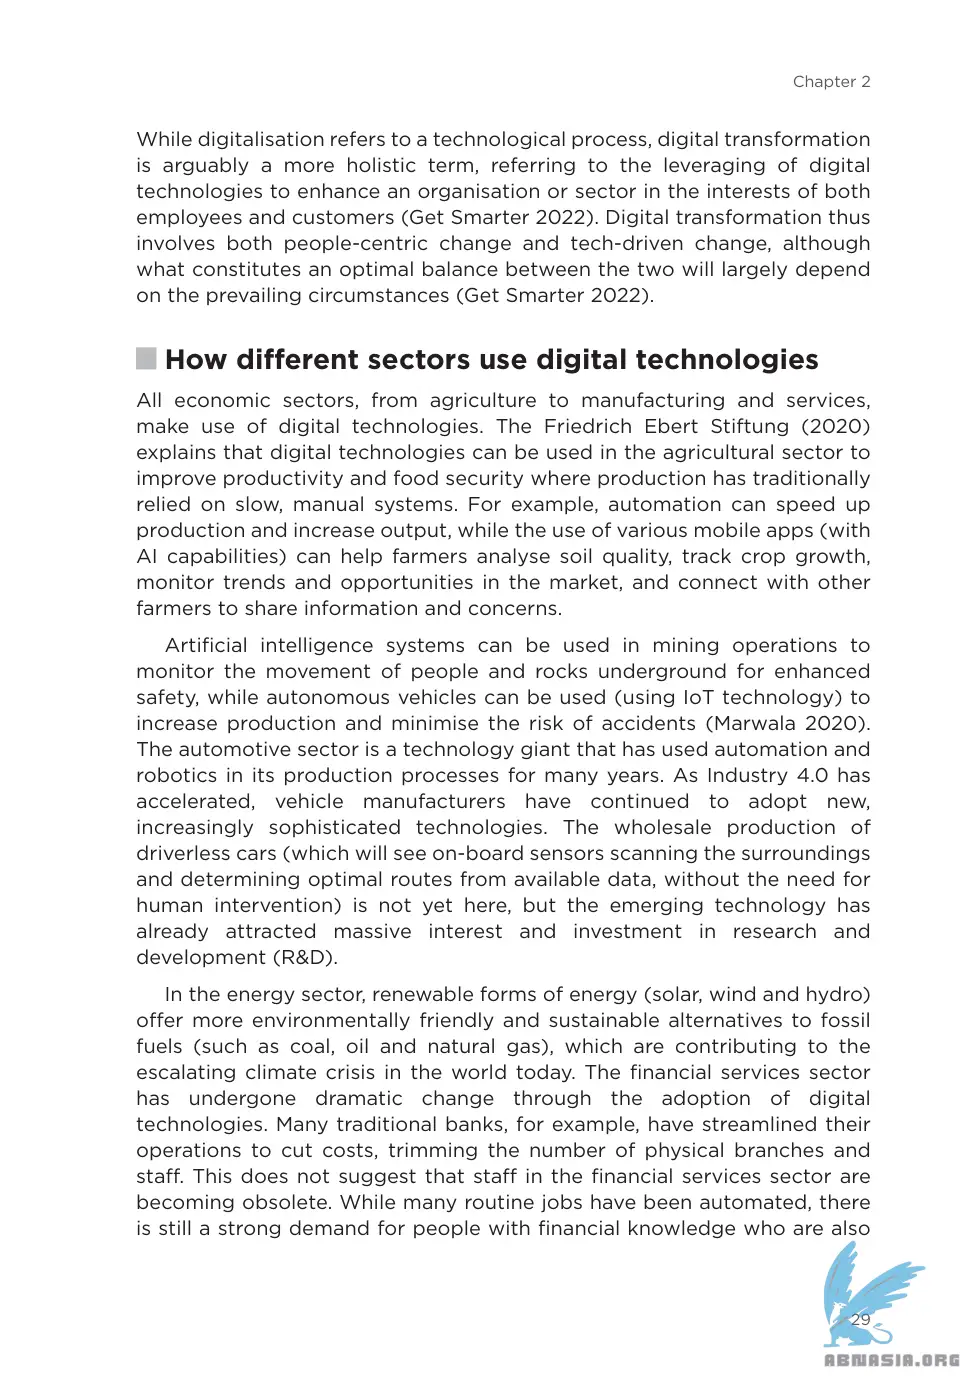 Chapter 2
While digitalisation refers to a technological process, digital transformation
is arguably a more holistic term, referring to the leveraging of digital
technologies to enhance an organisation or sector in the interests of both
employees and customers (Get Smarter 2022). Digital transformation thus
involves both people-centric change and tech-driven change, although
what constitutes an optimal balance between the two will largely depend
on the prevailing circumstances (Get Smarter 2022).
How different sectors use digital technologies
All economic sectors, from agriculture to manufacturing and services,
make use of digital technologies. The Friedrich Ebert Stiftung (2020)
explains that digital technologies can be used in the agricultural sector to
improve productivity and food security where production has traditionally
relied on slow, manual systems. For example, automation can speed up
production and increase output, while the use of various mobile apps (with
AI capabilities) can help farmers analyse soil quality, track crop growth,
monitor trends and opportunities in the market, and connect with other
farmers to share information and concerns.
Artificial intelligence systems can be used in mining operations to
monitor the movement of people and rocks underground for enhanced
safety, while autonomous vehicles can be used (using IoT technology) to
increase production and minimise the risk of accidents (Marwala 2020).
The automotive sector is a technology giant that has used automation and
robotics in its production processes for many years. As Industry 4.0 has
accelerated, vehicle manufacturers have continued to adopt new,
increasingly sophisticated technologies. The wholesale production of
driverless cars (which will see on-board sensors scanning the surroundings
and determining optimal routes from available data, without the need for
human intervention) is not yet here, but the emerging technology has
already attracted massive interest and investment in research and
development (R&D).
In the energy sector, renewable forms of energy (solar, wind and hydro)
offer more environmentally friendly and sustainable alternatives to fossil
fuels (such as coal, oil and natural gas), which are contributing to the
escalating climate crisis in the world today. The financial services sector
has undergone dramatic change through the adoption of digital
technologies. Many traditional banks, for example, have streamlined their
operations to cut costs, trimming the number of physical branches and
staff. This does not suggest that staff in the financial services sector are
becoming obsolete. While many routine jobs have been automated, there
is still a strong demand for people with financial knowledge who are also
29
ABNASIA.ORG